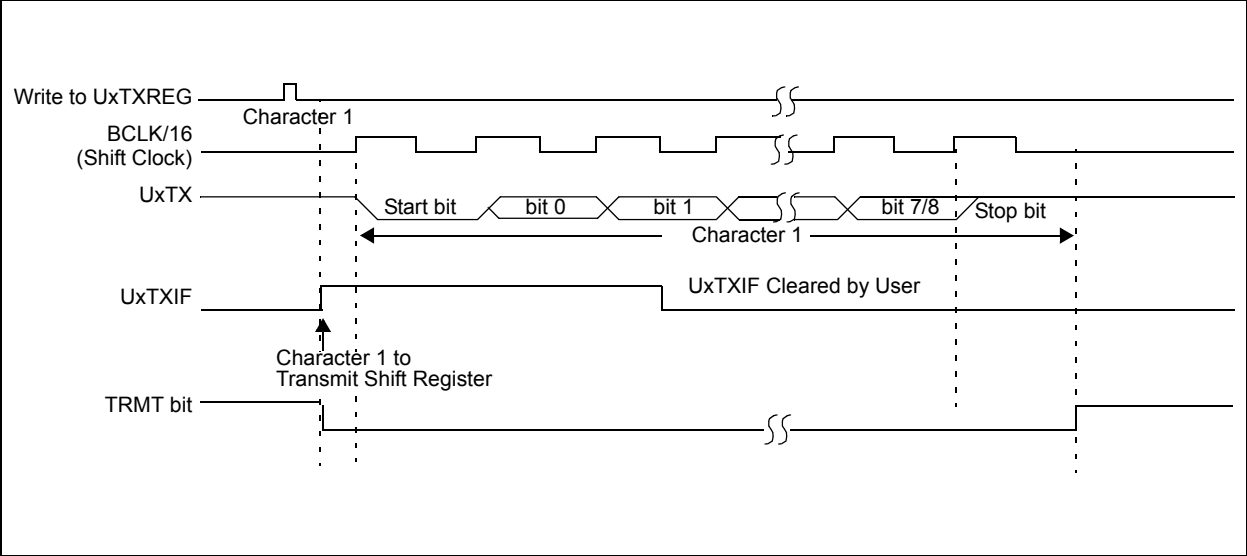 Write to UxTXREG
Character 1
BCLK/16
(Shift Clock)
UxTX
Start bit
bit 0
bit 1
bit 7/8
Stop bit
Character 1
UxTXIF
UxTXIF Cleared by User
Character 1 to
Transmit Shift Register
TRMT bit